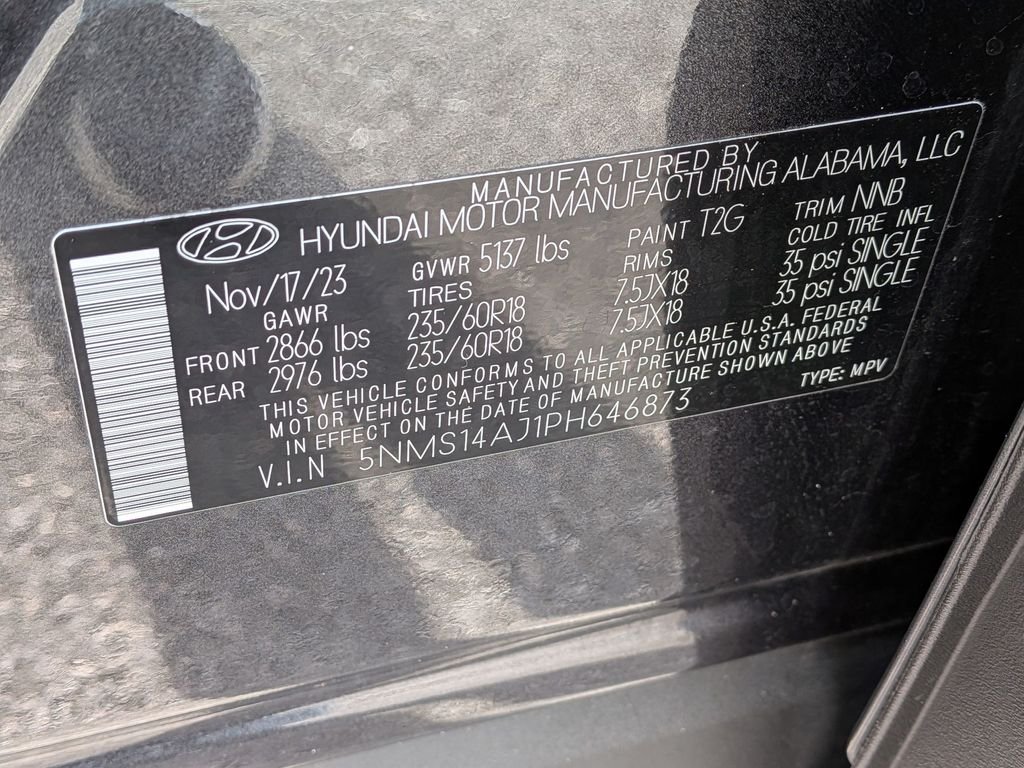 MANUFACTURED BY
HYUNDAI MOTOR MANUFACTURING ALABAMA, LLC
Nov/17/23 GVWR 5137 lbs PAINT T2G TRIM NNB
GAWR TIRES RIMS COLD TIRE INFL
FRONT 2866 lbs 235/60R18 7.5JX18 35 psi SINGLE
REAR 2976 lbs 235/60R18 7.5JX18 35 psi SINGLE
THIS VEHICLE CONFORMS TO ALL APPLICABLE U.S.A. FEDERAL
MOTOR VEHICLE SAFETY AND THEFT PREVENTION STANDARDS
IN EFFECT ON THE DATE OF MANUFACTURE SHOWN ABOVE
V.I.N 5NMS14AJ1PH646873 TYPE: MPV